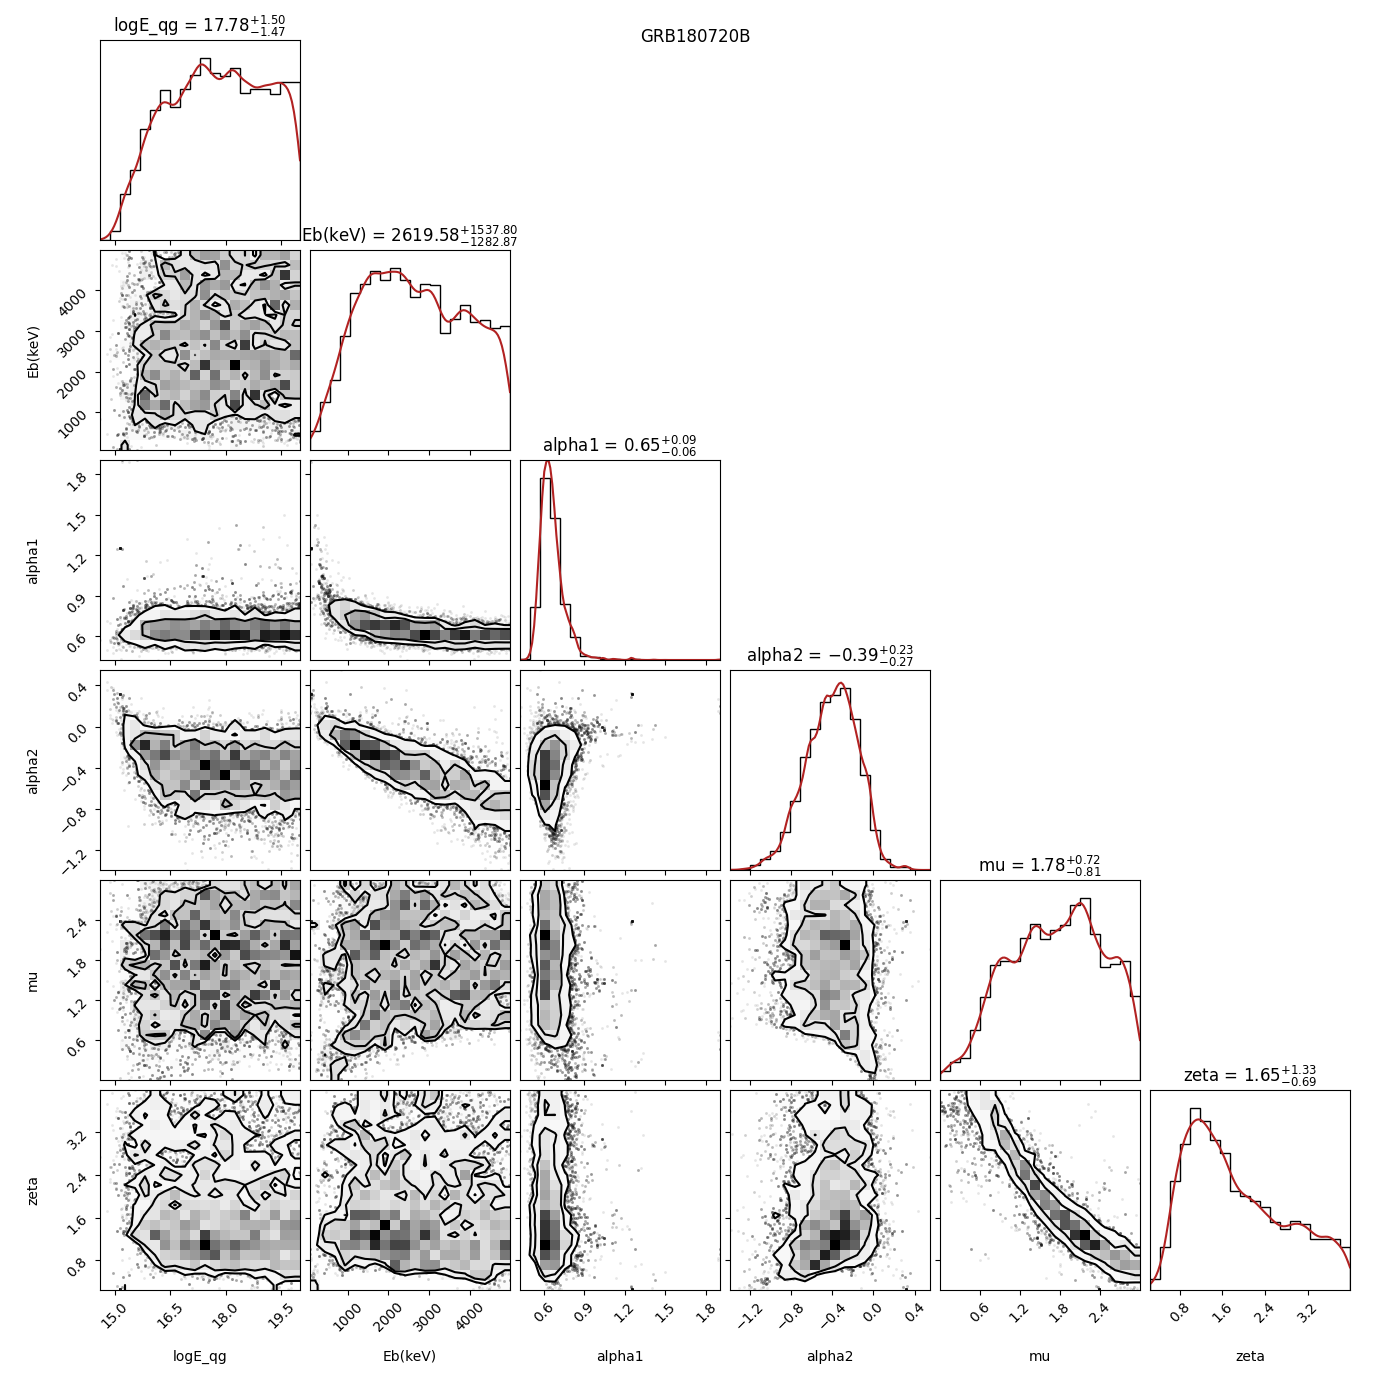 GRB180720B
logE_qg = 17.78+1.50 −1.47
Eb(keV) = 2619.58+1537.80 −1282.87
alpha1 = 0.65+0.09 −0.06
alpha2 = −0.39+0.23 −0.27
mu = 1.78+0.72 −0.81
zeta = 1.65+1.33 −0.69
Eb(keV)
4000
3000
2000
1000
alpha1
1.8
1.5
1.2
0.9
0.6
alpha2
0.4
0.0
−0.4
−0.8
−1.2
mu
2.4
1.8
1.2
0.6
zeta
3.2
2.4
1.6
0.8
15.0 16.5 18.0 19.5
1000 2000 3000 4000
0.6 0.9 1.2 1.5 1.8
−1.2 −0.8 −0.4 0.0 0.4
0.6 1.2 1.8 2.4
0.8 1.6 2.4 3.2
logE_qg Eb(keV) alpha1 alpha2 mu zeta